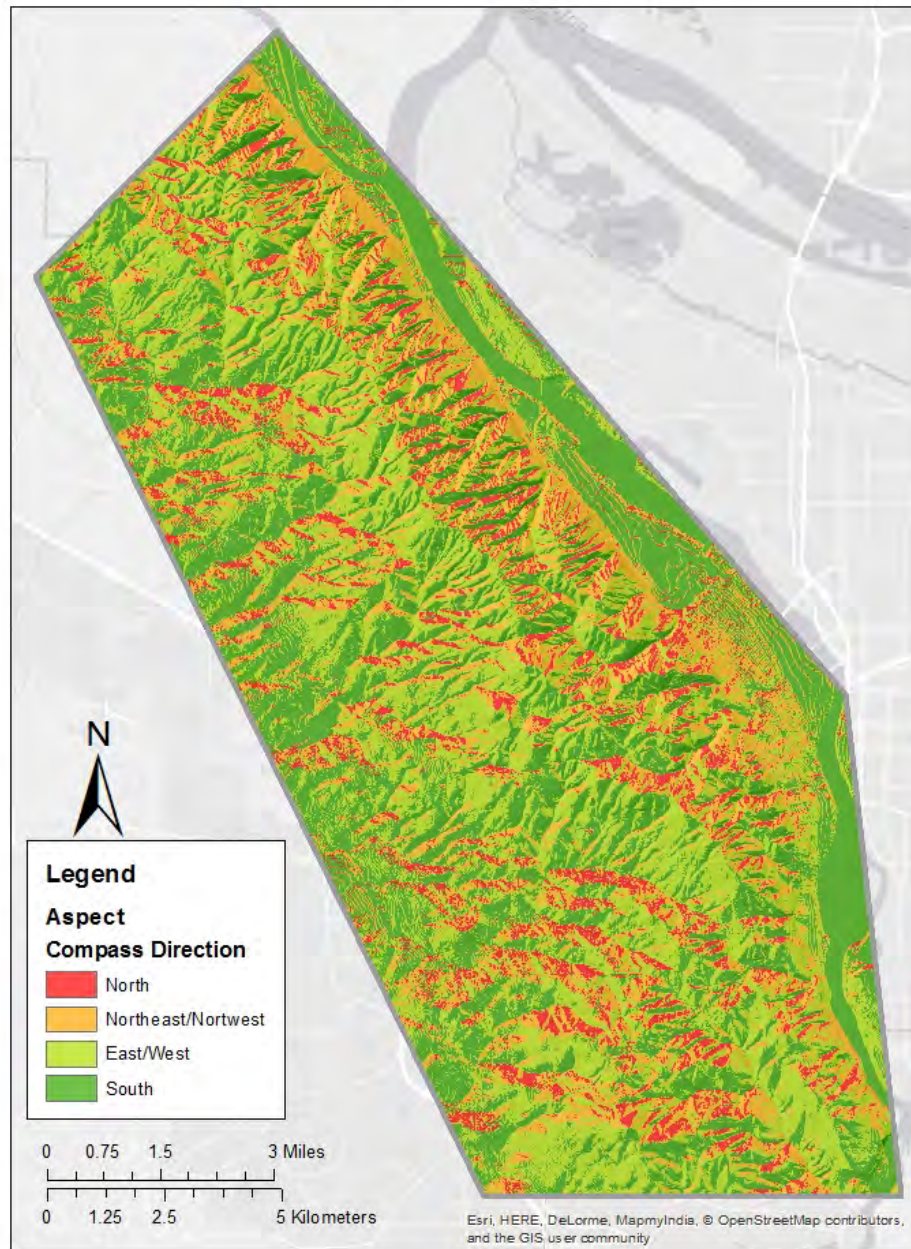 N
Legend
Aspect
Compass Direction
North
Northeast/Nortwest
East/West
South
0 0.75 1.5 3 Miles
0 1.25 2.5 5 Kilometers
Esri, HERE, DeLorme, MapmyIndia, © OpenStreetMap contributors,
and the GIS user community